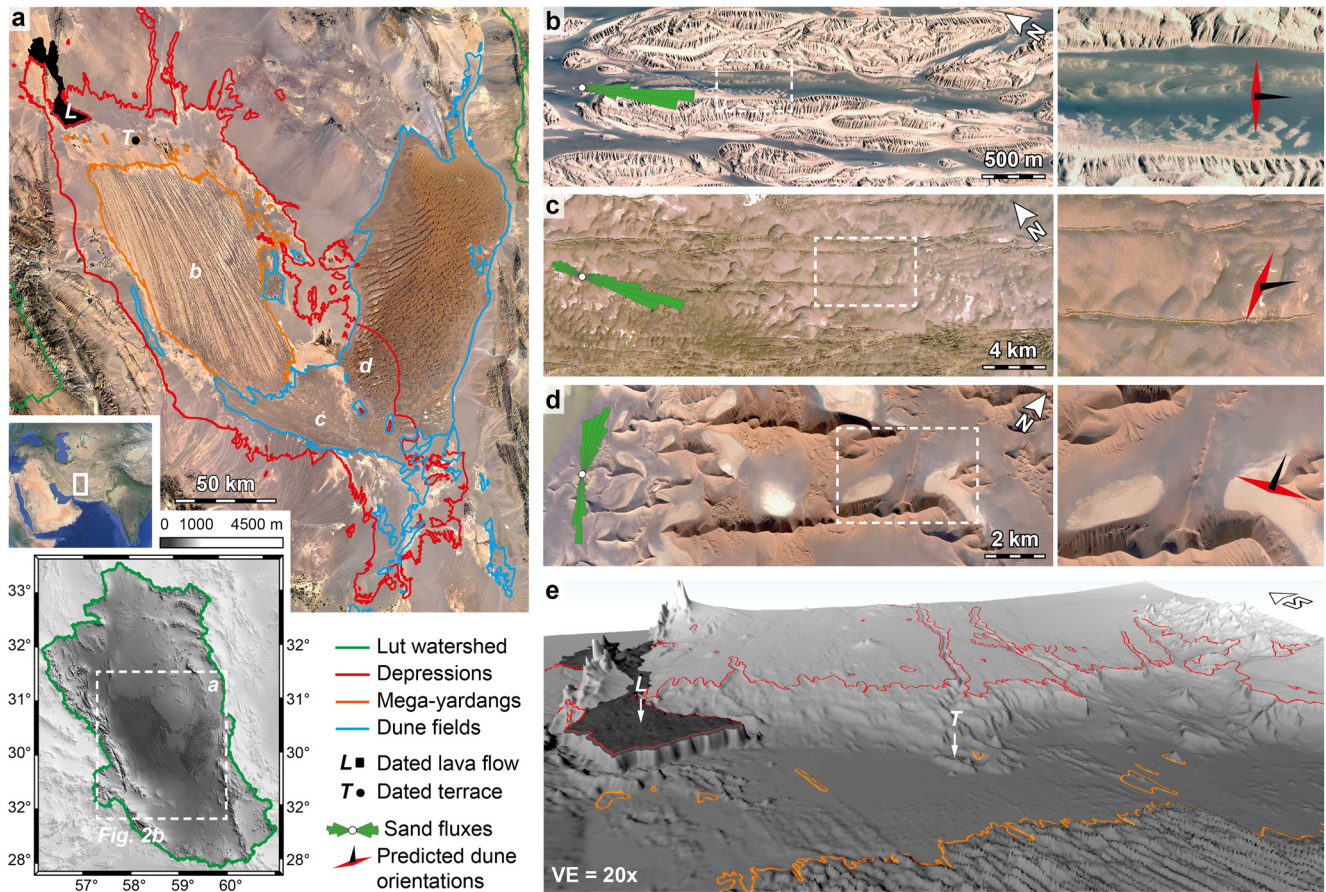 a
L
T
b
d
c
50 km
0 1000 4500 m
33°
32°
31°
30°
32°
28°
32°
31°
30°
29°
28°
a
Fig. 2b
57° 58° 59° 60°
Lut watershed
Depressions
Mega-yardangs
Dune fields
L Dated lava flow
T Dated terrace
Sand fluxes
Predicted dune
orientations
b
N
500 m
c
N
4 km
d
N
2 km
e
S
L
T
VE = 20x